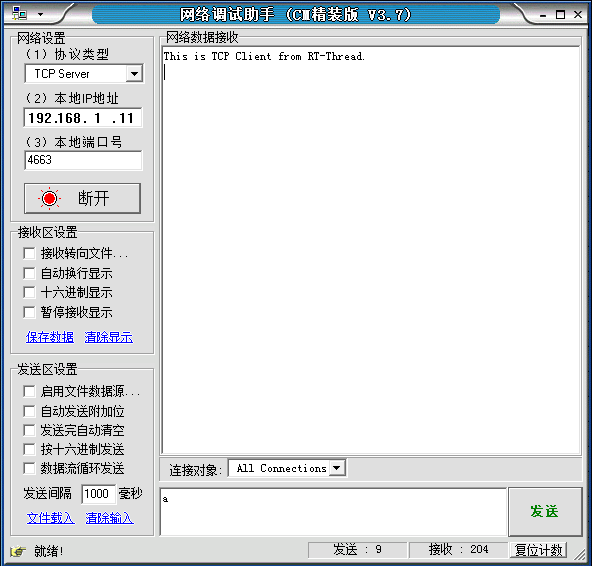 网络调试助手 (CM精装版 V3.7)
网络设置
(1) 协议类型
TCP Server
(2) 本地IP地址
192.168. 1 .11
(3) 本地端口号
4663
断开
接收区设置
接收转向文件...
自动换行显示
十六进制显示
暂停接收显示
保存数据 清除显示
发送区设置
启用文件数据源...
自动发送附加位
发送完自动清空
按十六进制发送
数据流循环发送
发送间隔 1000 毫秒
文件载入 清除输入
网络数据接收
This is TCP Client from RT-Thread.
连接对象: All Connections
a
发送
就绪!
发送 : 9
接收 : 204
复位计数